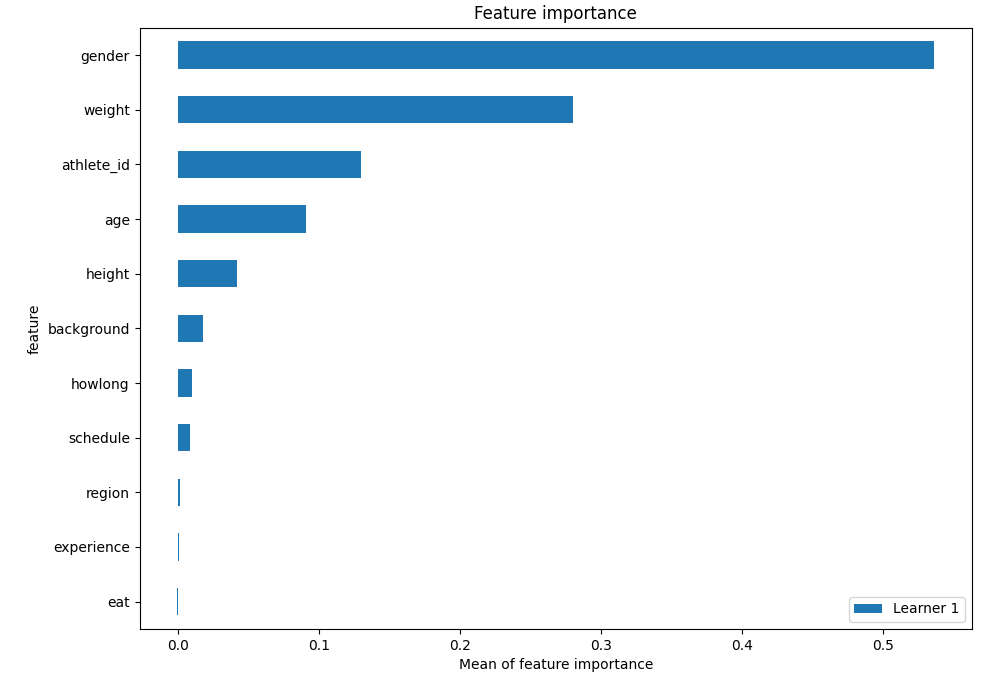 Feature importance
gender
weight
athlete_id
age
height
background
howlong
schedule
region
experience
eat
feature
Learner 1
0.0 0.1 0.2 0.3 0.4 0.5
Mean of feature importance